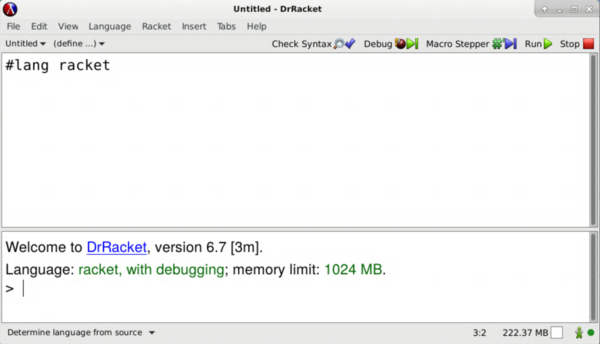 Untitled - DrRacket
File Edit View Language Racket Insert Tabs Help
Untitled (define ...) Check Syntax Debug Macro Stepper Run Stop
#lang racket
Welcome to DrRacket, version 6.7 [3m].
Language: racket, with debugging; memory limit: 1024 MB.
>
Determine language from source 3:2 222.37 MB